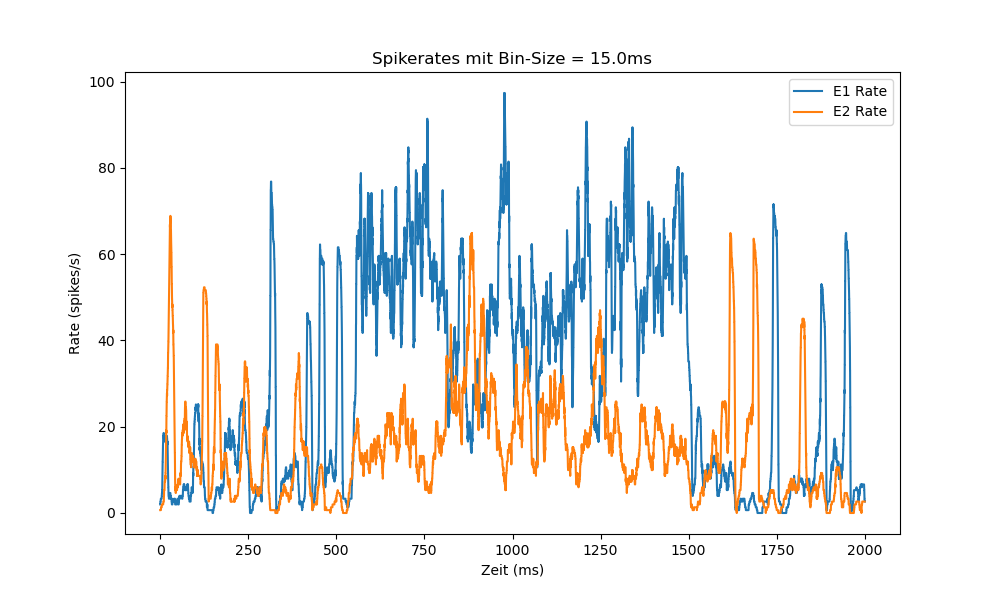 Spikerates mit Bin-Size = 15.0ms
E1 Rate
E2 Rate
100
80
60
40
20
0
Rate (spikes/s)
0 250 500 750 1000 1250 1500 1750 2000
Zeit (ms)